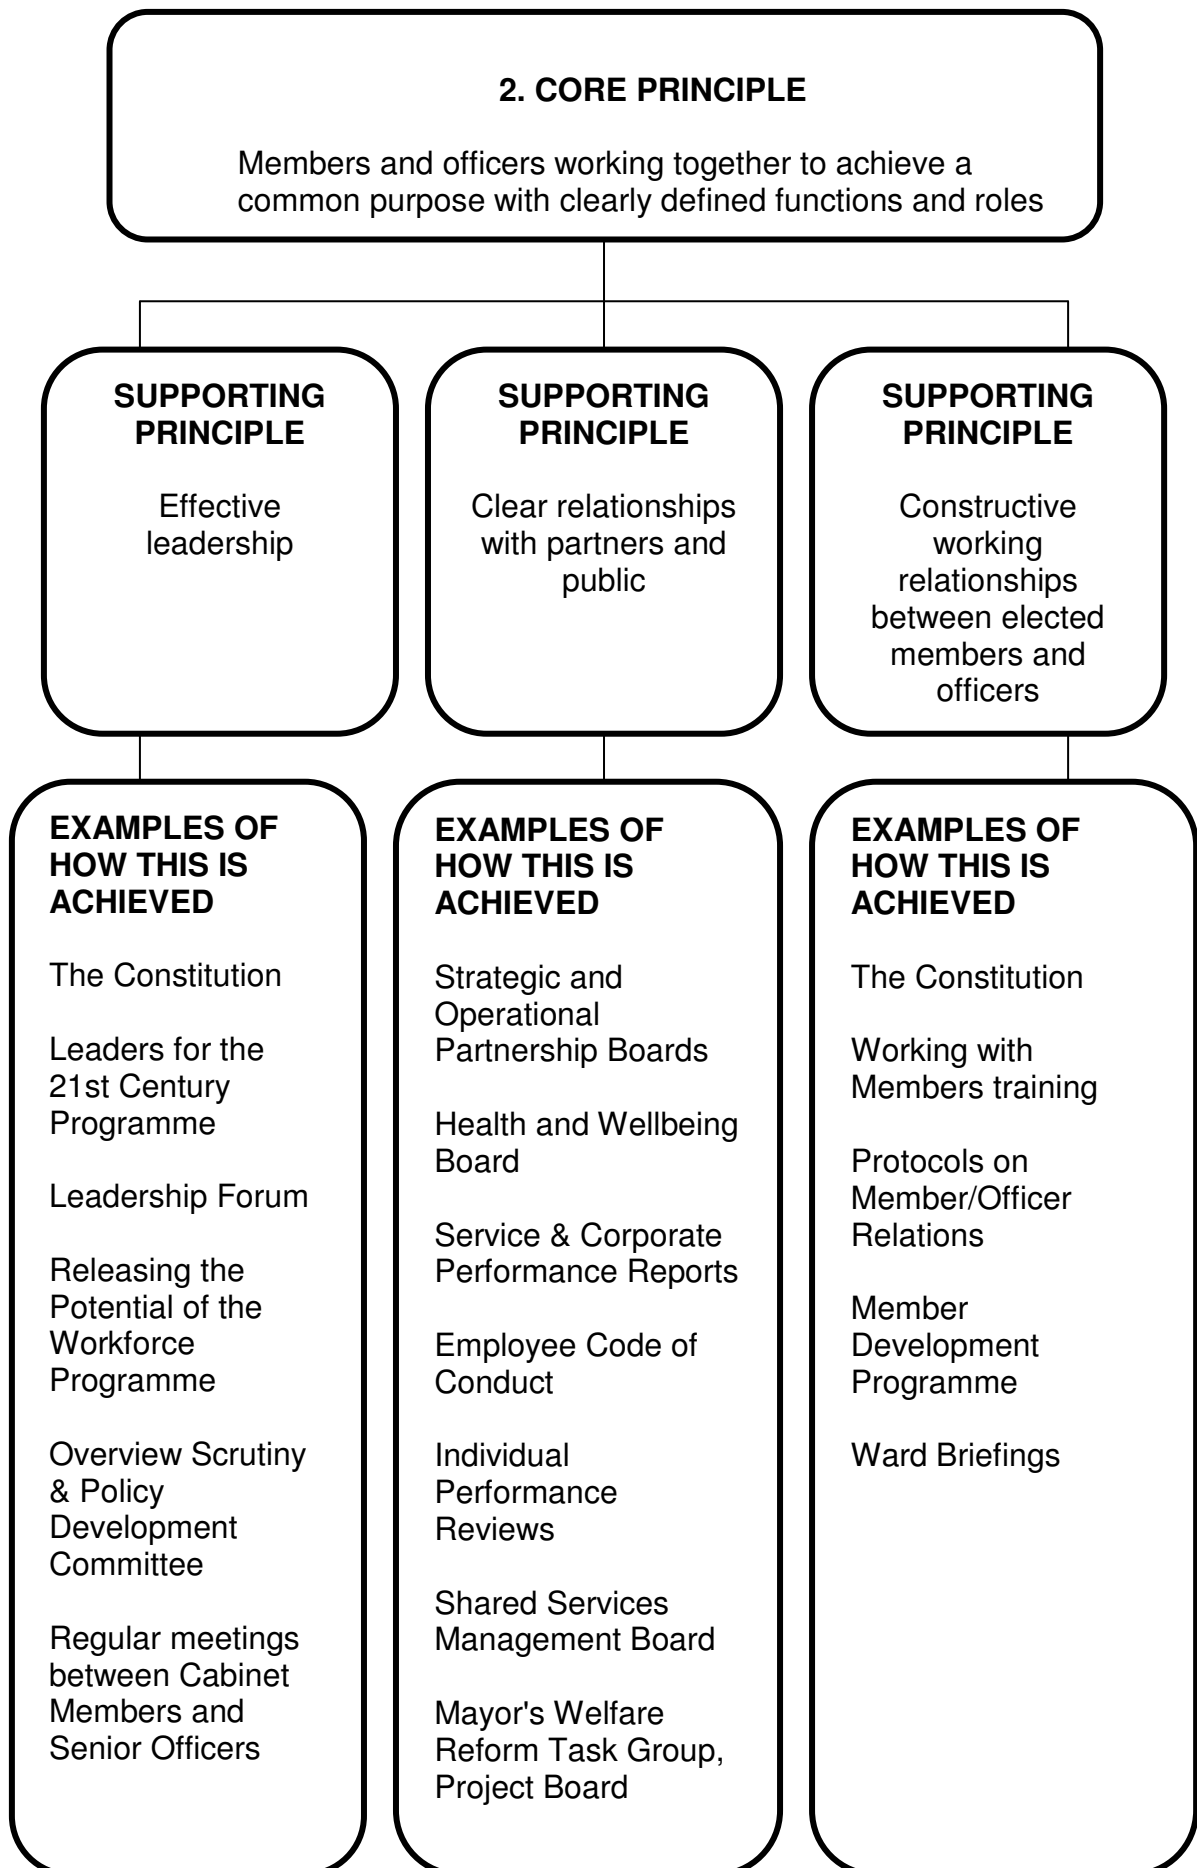 2. CORE PRINCIPLE
Members and officers working together to achieve a
common purpose with clearly defined functions and roles
SUPPORTING
PRINCIPLE
Effective
leadership
SUPPORTING
PRINCIPLE
Clear relationships
with partners and
public
SUPPORTING
PRINCIPLE
Constructive
working
relationships
between elected
members and
officers
EXAMPLES OF
HOW THIS IS
ACHIEVED
The Constitution
Leaders for the
21st Century
Programme
Leadership Forum
Releasing the
Potential of the
Workforce
Programme
Overview Scrutiny
& Policy
Development
Committee
Regular meetings
between Cabinet
Members and
Senior Officers
EXAMPLES OF
HOW THIS IS
ACHIEVED
Strategic and
Operational
Partnership Boards
Health and Wellbeing
Board
Service & Corporate
Performance Reports
Employee Code of
Conduct
Individual
Performance
Reviews
Shared Services
Management Board
Mayor's Welfare
Reform Task Group,
Project Board
EXAMPLES OF
HOW THIS IS
ACHIEVED
The Constitution
Working with
Members training
Protocols on
Member/Officer
Relations
Member
Development
Programme
Ward Briefings